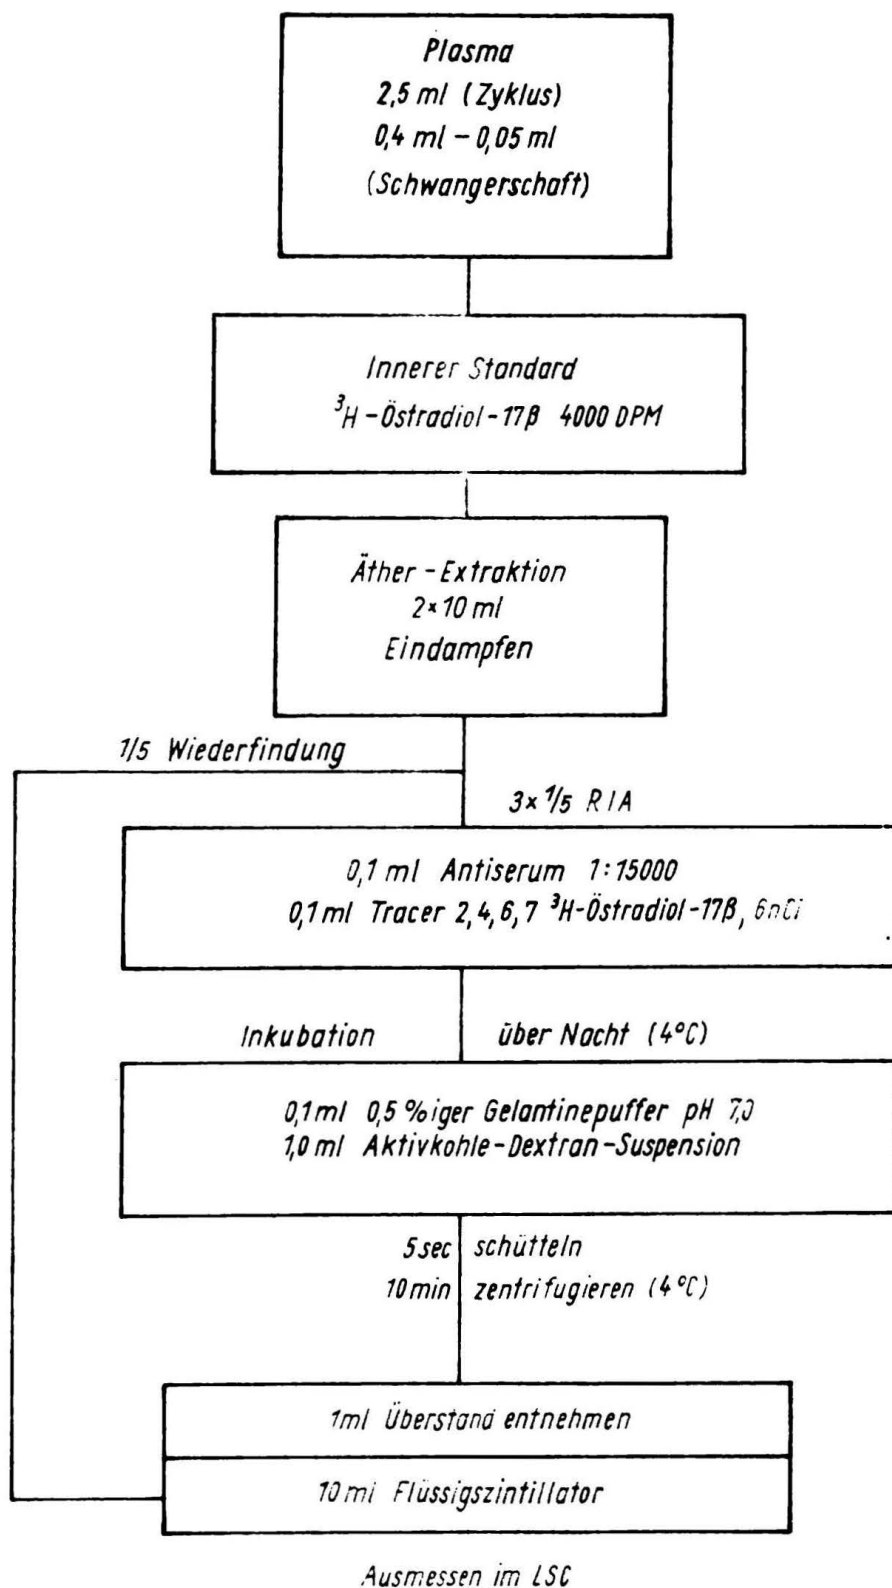 Plasma
2,5 ml (Zyklus)
0,4 ml – 0,05 ml
(Schwangerschaft)
Innerer Standard
³H – Östradiol – 17β 4000 DPM
Äther – Extraktion
2 × 10 ml
Eindampfen
1/5 Wiederfindung
3 × 1/5 RIA
0,1 ml Antiserum 1 : 15000
0,1 ml Tracer 2, 4, 6, 7 ³H-Östradiol-17β, 6nCi
Inkubation über Nacht (4°C)
0,1 ml 0,5 %iger Gelantinepuffer pH 7,0
1,0 ml Aktivkohle-Dextran-Suspension
5 sec schütteln
10 min zentrifugieren (4°C)
1 ml Überstand entnehmen
10 ml Flüssigszintillator
Ausmessen im LSC